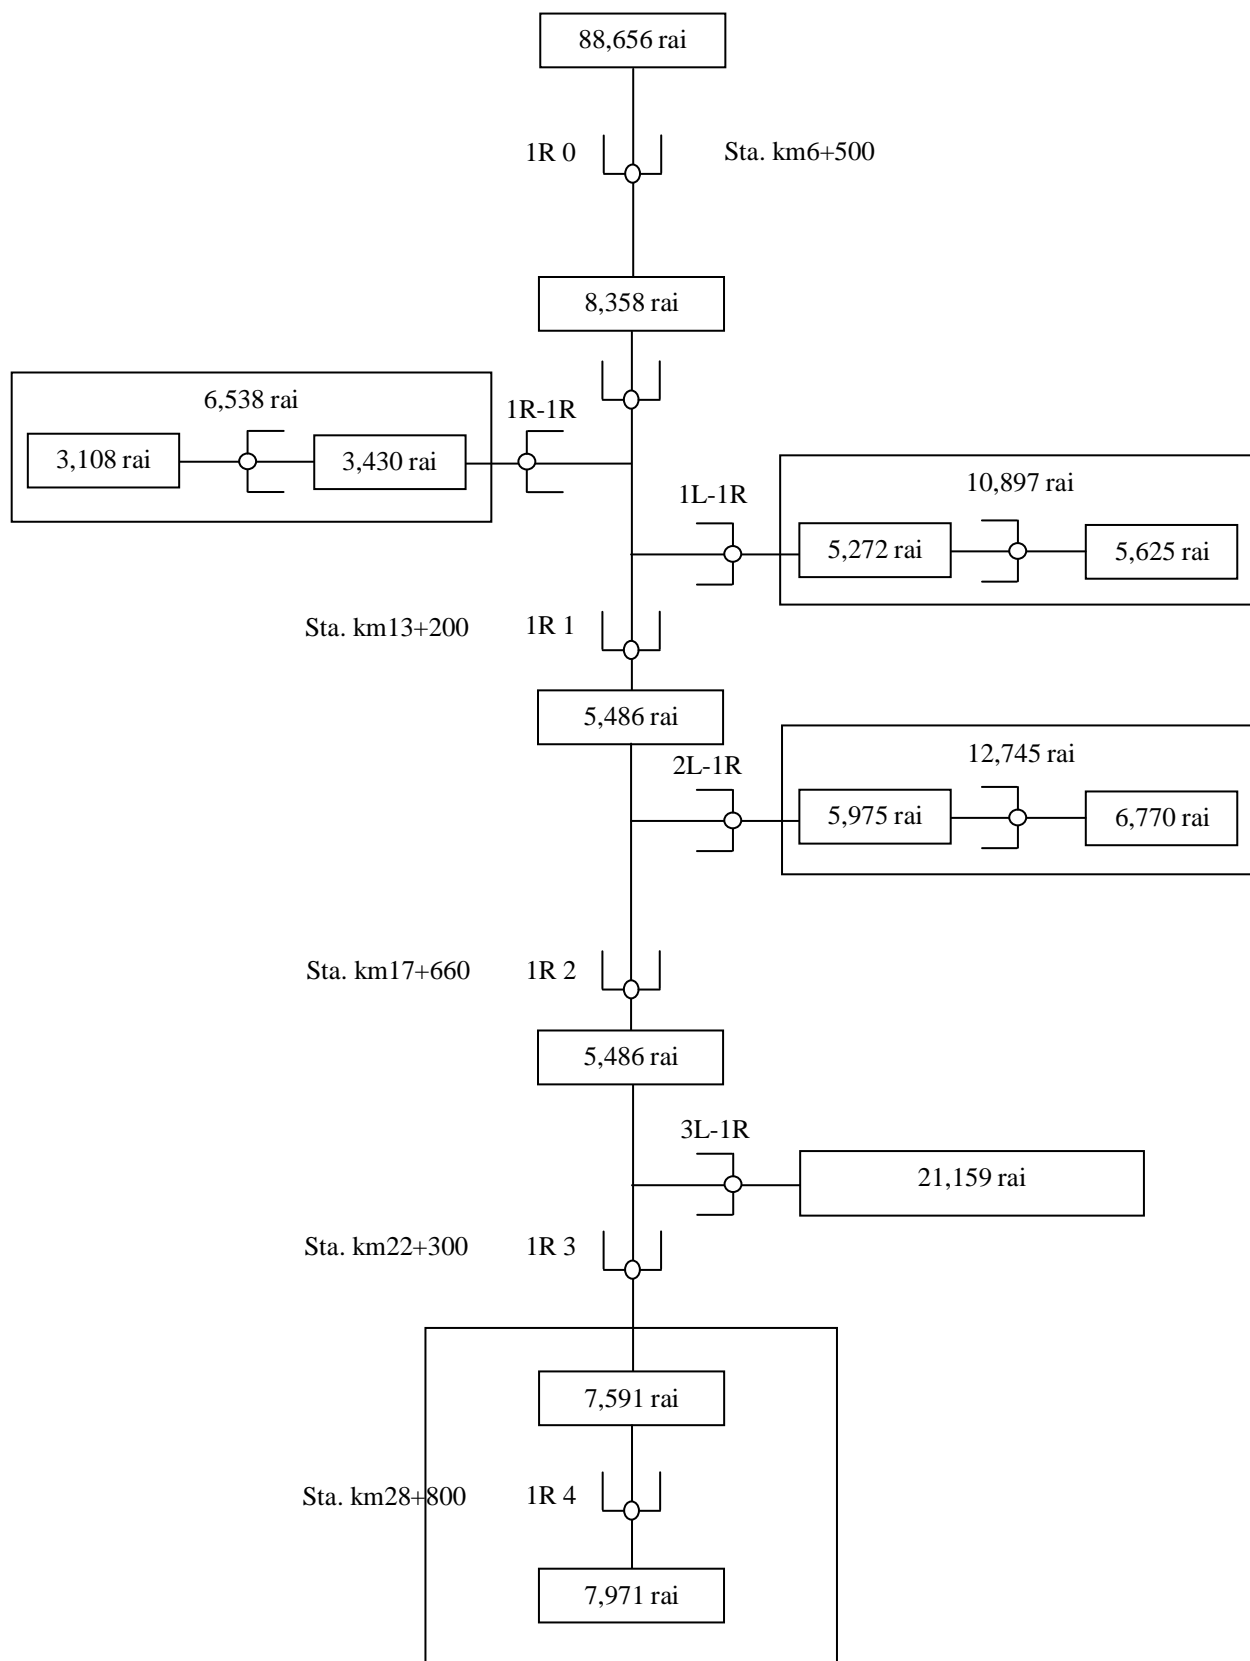 88,656 rai
1R 0
Sta. km6+500
8,358 rai
6,538 rai
1R-1R
3,108 rai
3,430 rai
10,897 rai
1L-1R
5,272 rai
5,625 rai
Sta. km13+200
1R 1
5,486 rai
12,745 rai
2L-1R
5,975 rai
6,770 rai
Sta. km17+660
1R 2
5,486 rai
3L-1R
21,159 rai
Sta. km22+300
1R 3
7,591 rai
Sta. km28+800
1R 4
7,971 rai